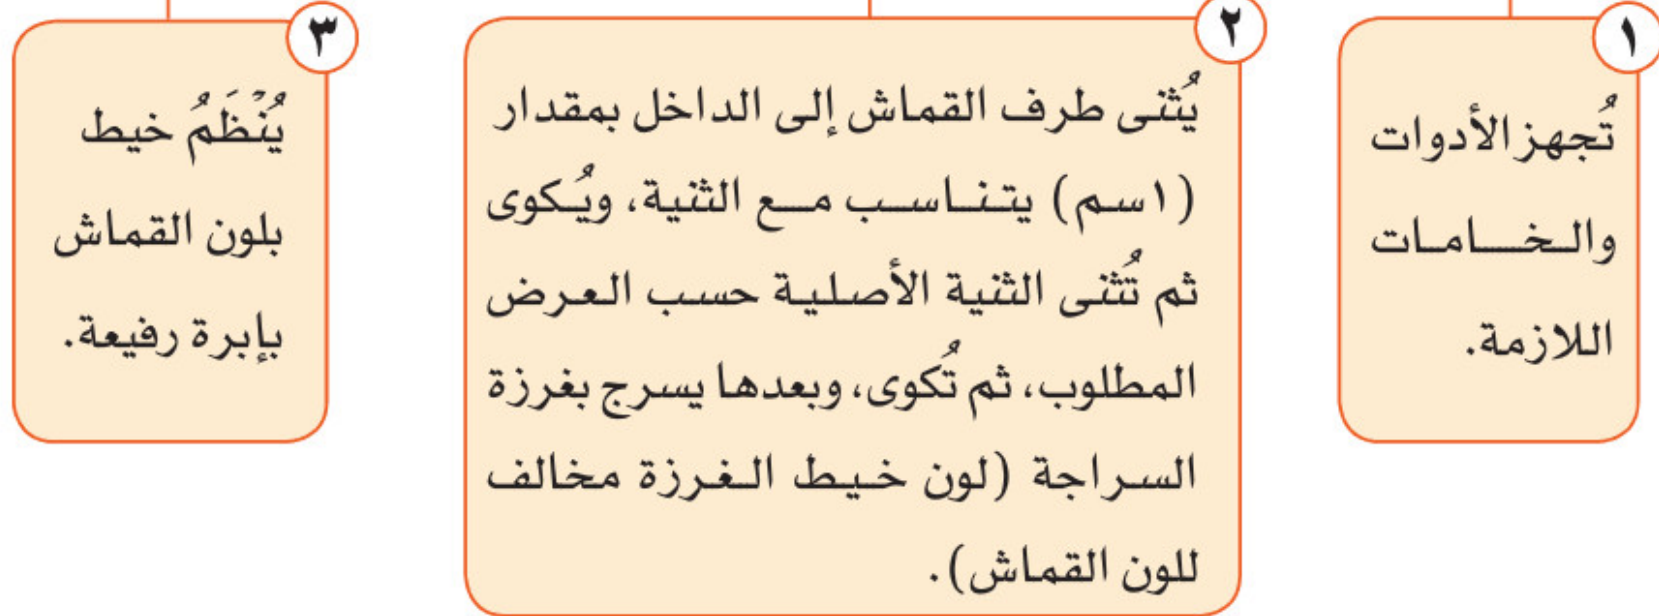 ١
تُجهز الأدوات
والخامات
اللازمة.
٢
يُثنى طرف القماش إلى الداخل بمقدار
(١سم) يتناسب مع الثنية، ويُكوى
ثم تُثنى الثنية الأصلية حسب العرض
المطلوب، ثم تُكوى، وبعدها يسرج بغرزة
السراجة (لون خيط الغرزة مخالف
للون القماش).
٣
يُنْظَمُ خيط
بلون القماش
بإبرة رفيعة.